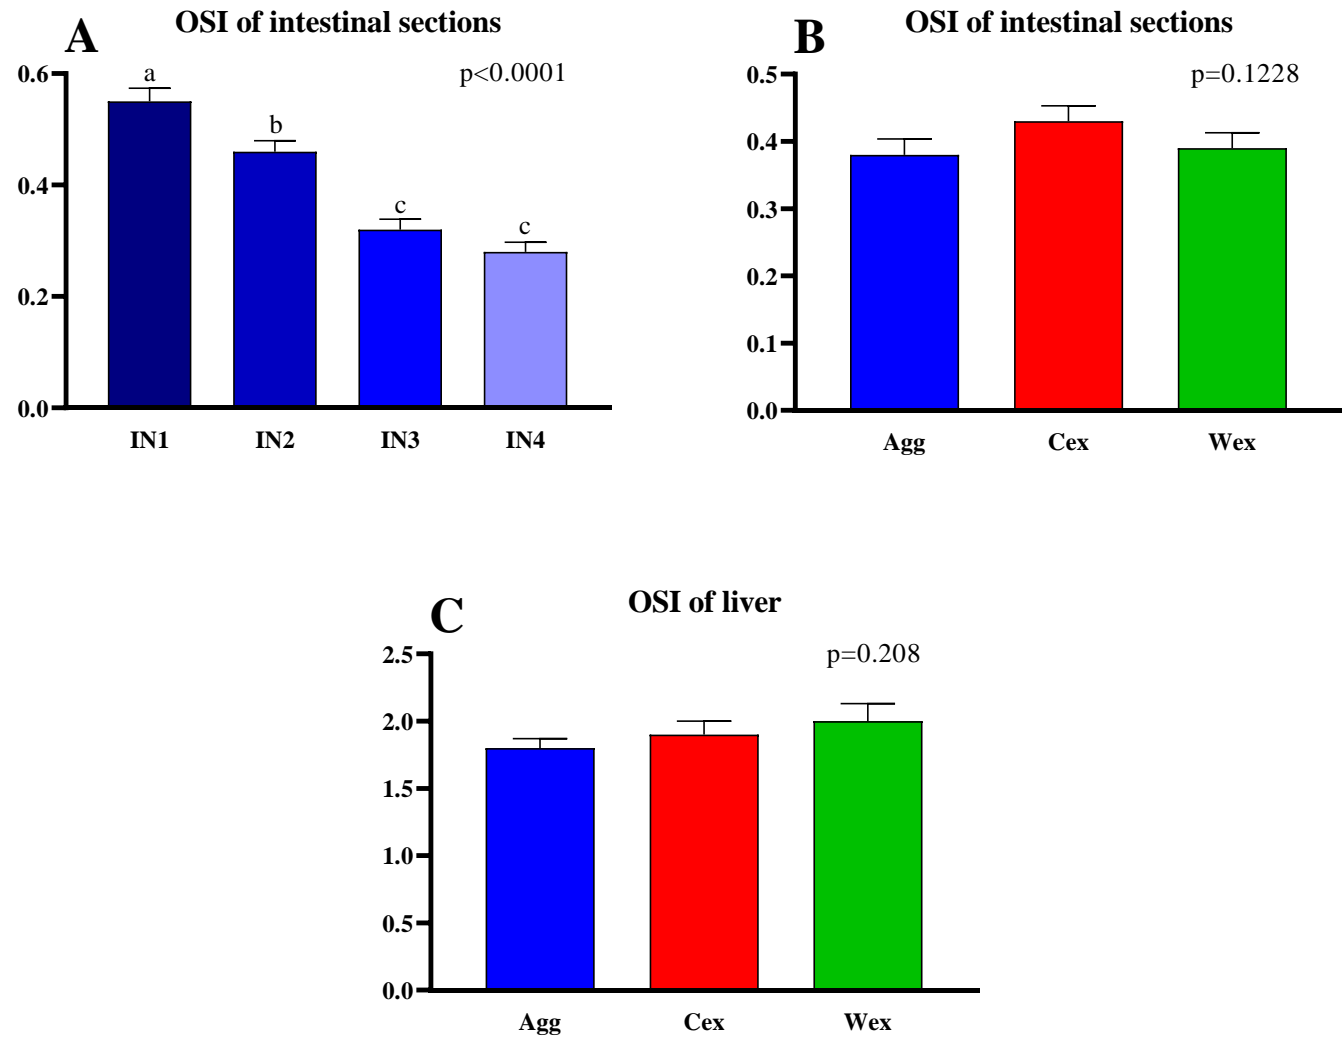 A
OSI of intestinal sections
p<0.0001
0.6
0.4
0.2
0.0
a
b
c
c
IN1 IN2 IN3 IN4
B
OSI of intestinal sections
p=0.1228
0.5
0.4
0.3
0.2
0.1
0.0
Agg Cex Wex
C
OSI of liver
p=0.208
2.5
2.0
1.5
1.0
0.5
0.0
Agg Cex Wex